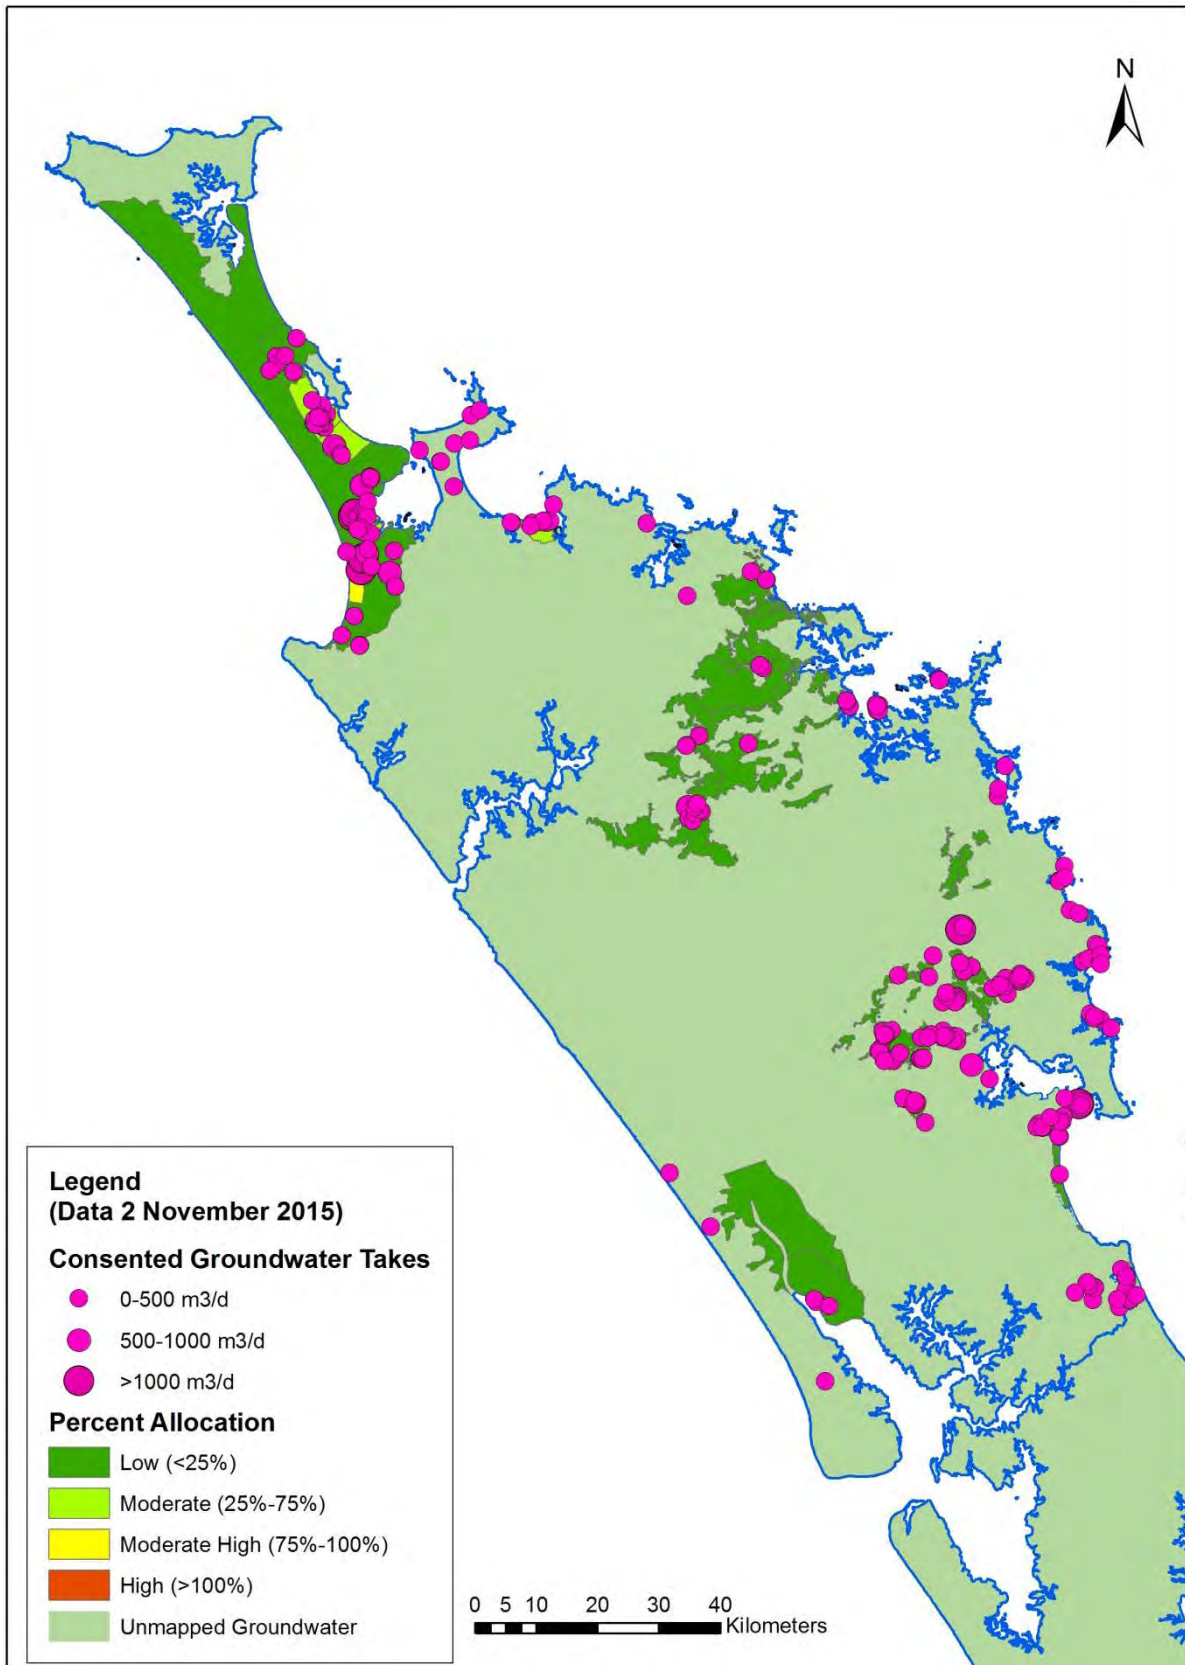 N
Legend
(Data 2 November 2015)
Consented Groundwater Takes
0-500 m3/d
500-1000 m3/d
>1000 m3/d
Percent Allocation
Low (<25%)
Moderate (25%-75%)
Moderate High (75%-100%)
High (>100%)
Unmapped Groundwater
0 5 10 20 30 40
Kilometers